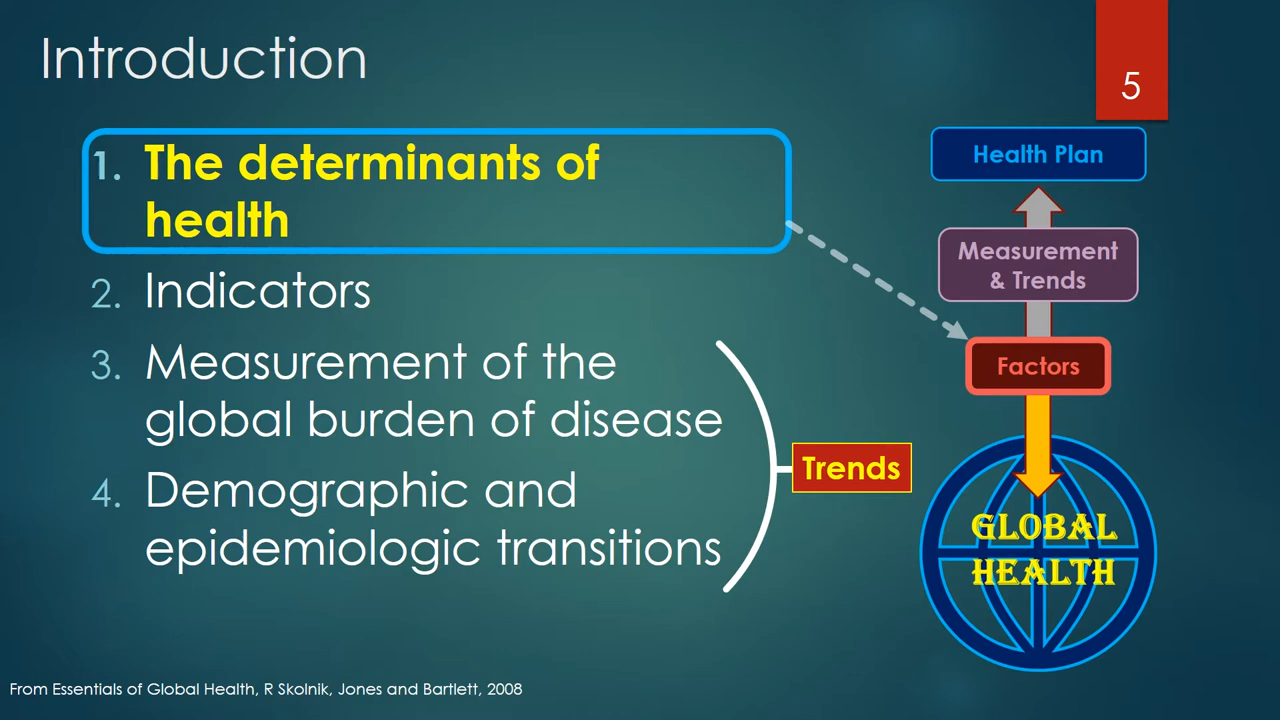 Introduction
5
1. The determinants of
health
2. Indicators
3. Measurement of the
global burden of disease
4. Demographic and
epidemiologic transitions
Trends
Health Plan
Measurement
& Trends
Factors
GLOBAL
HEALTH
From Essentials of Global Health, R Skolnik, Jones and Bartlett, 2008